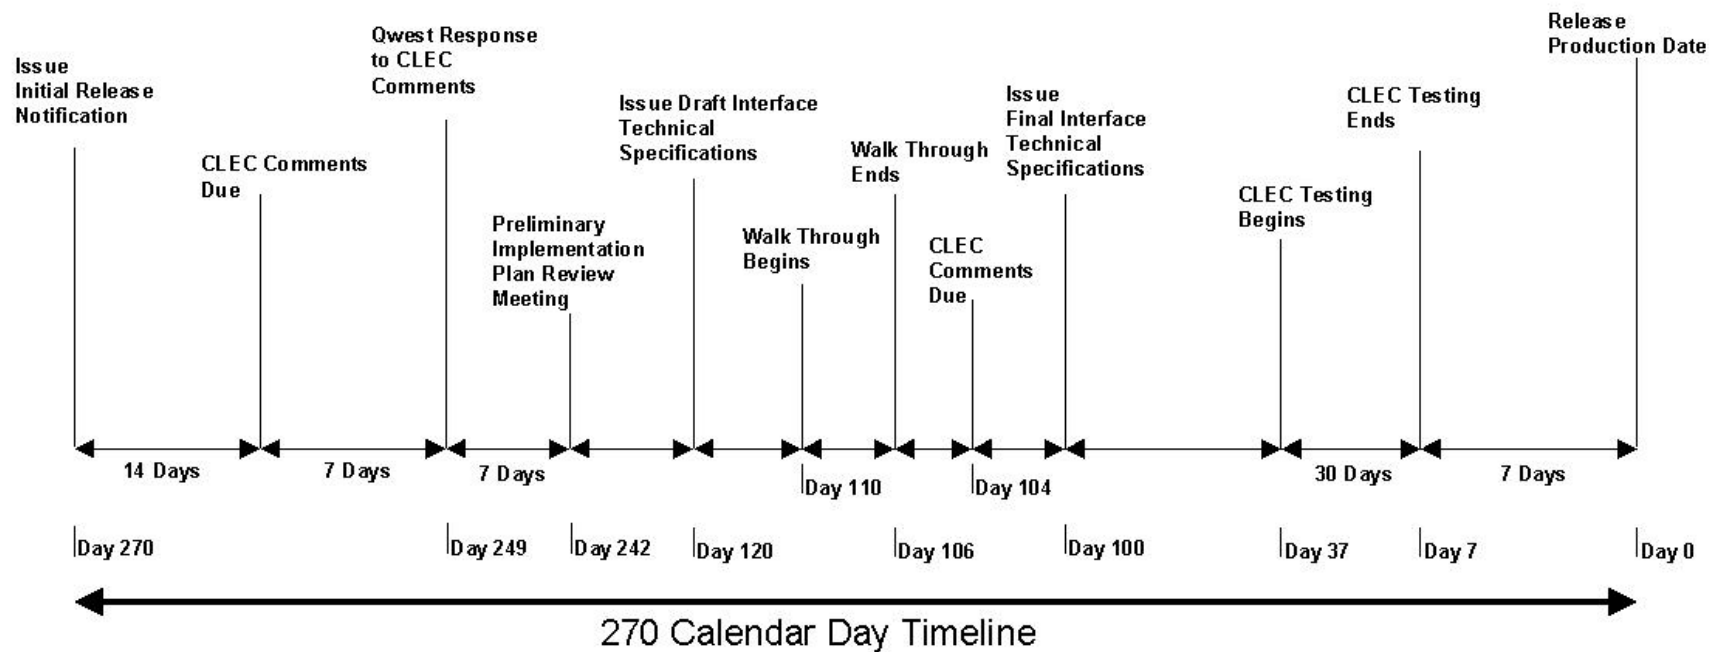 Issue
Initial Release
Notification
CLEC Comments
Due
Qwest Response
to CLEC
Comments
Preliminary
Implementation
Plan Review
Meeting
Issue Draft Interface
Technical
Specifications
Walk Through
Begins
Walk Through
Ends
CLEC
Comments
Due
Issue
Final Interface
Technical
Specifications
CLEC Testing
Begins
CLEC Testing
Ends
Release
Production Date
14 Days
7 Days
7 Days
30 Days
7 Days
Day 110
Day 104
Day 270
Day 249
Day 242
Day 120
Day 106
Day 100
Day 37
Day 7
Day 0
270 Calendar Day Timeline